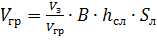 V_гр = V_з / V_гр · B · h_сл · S_л